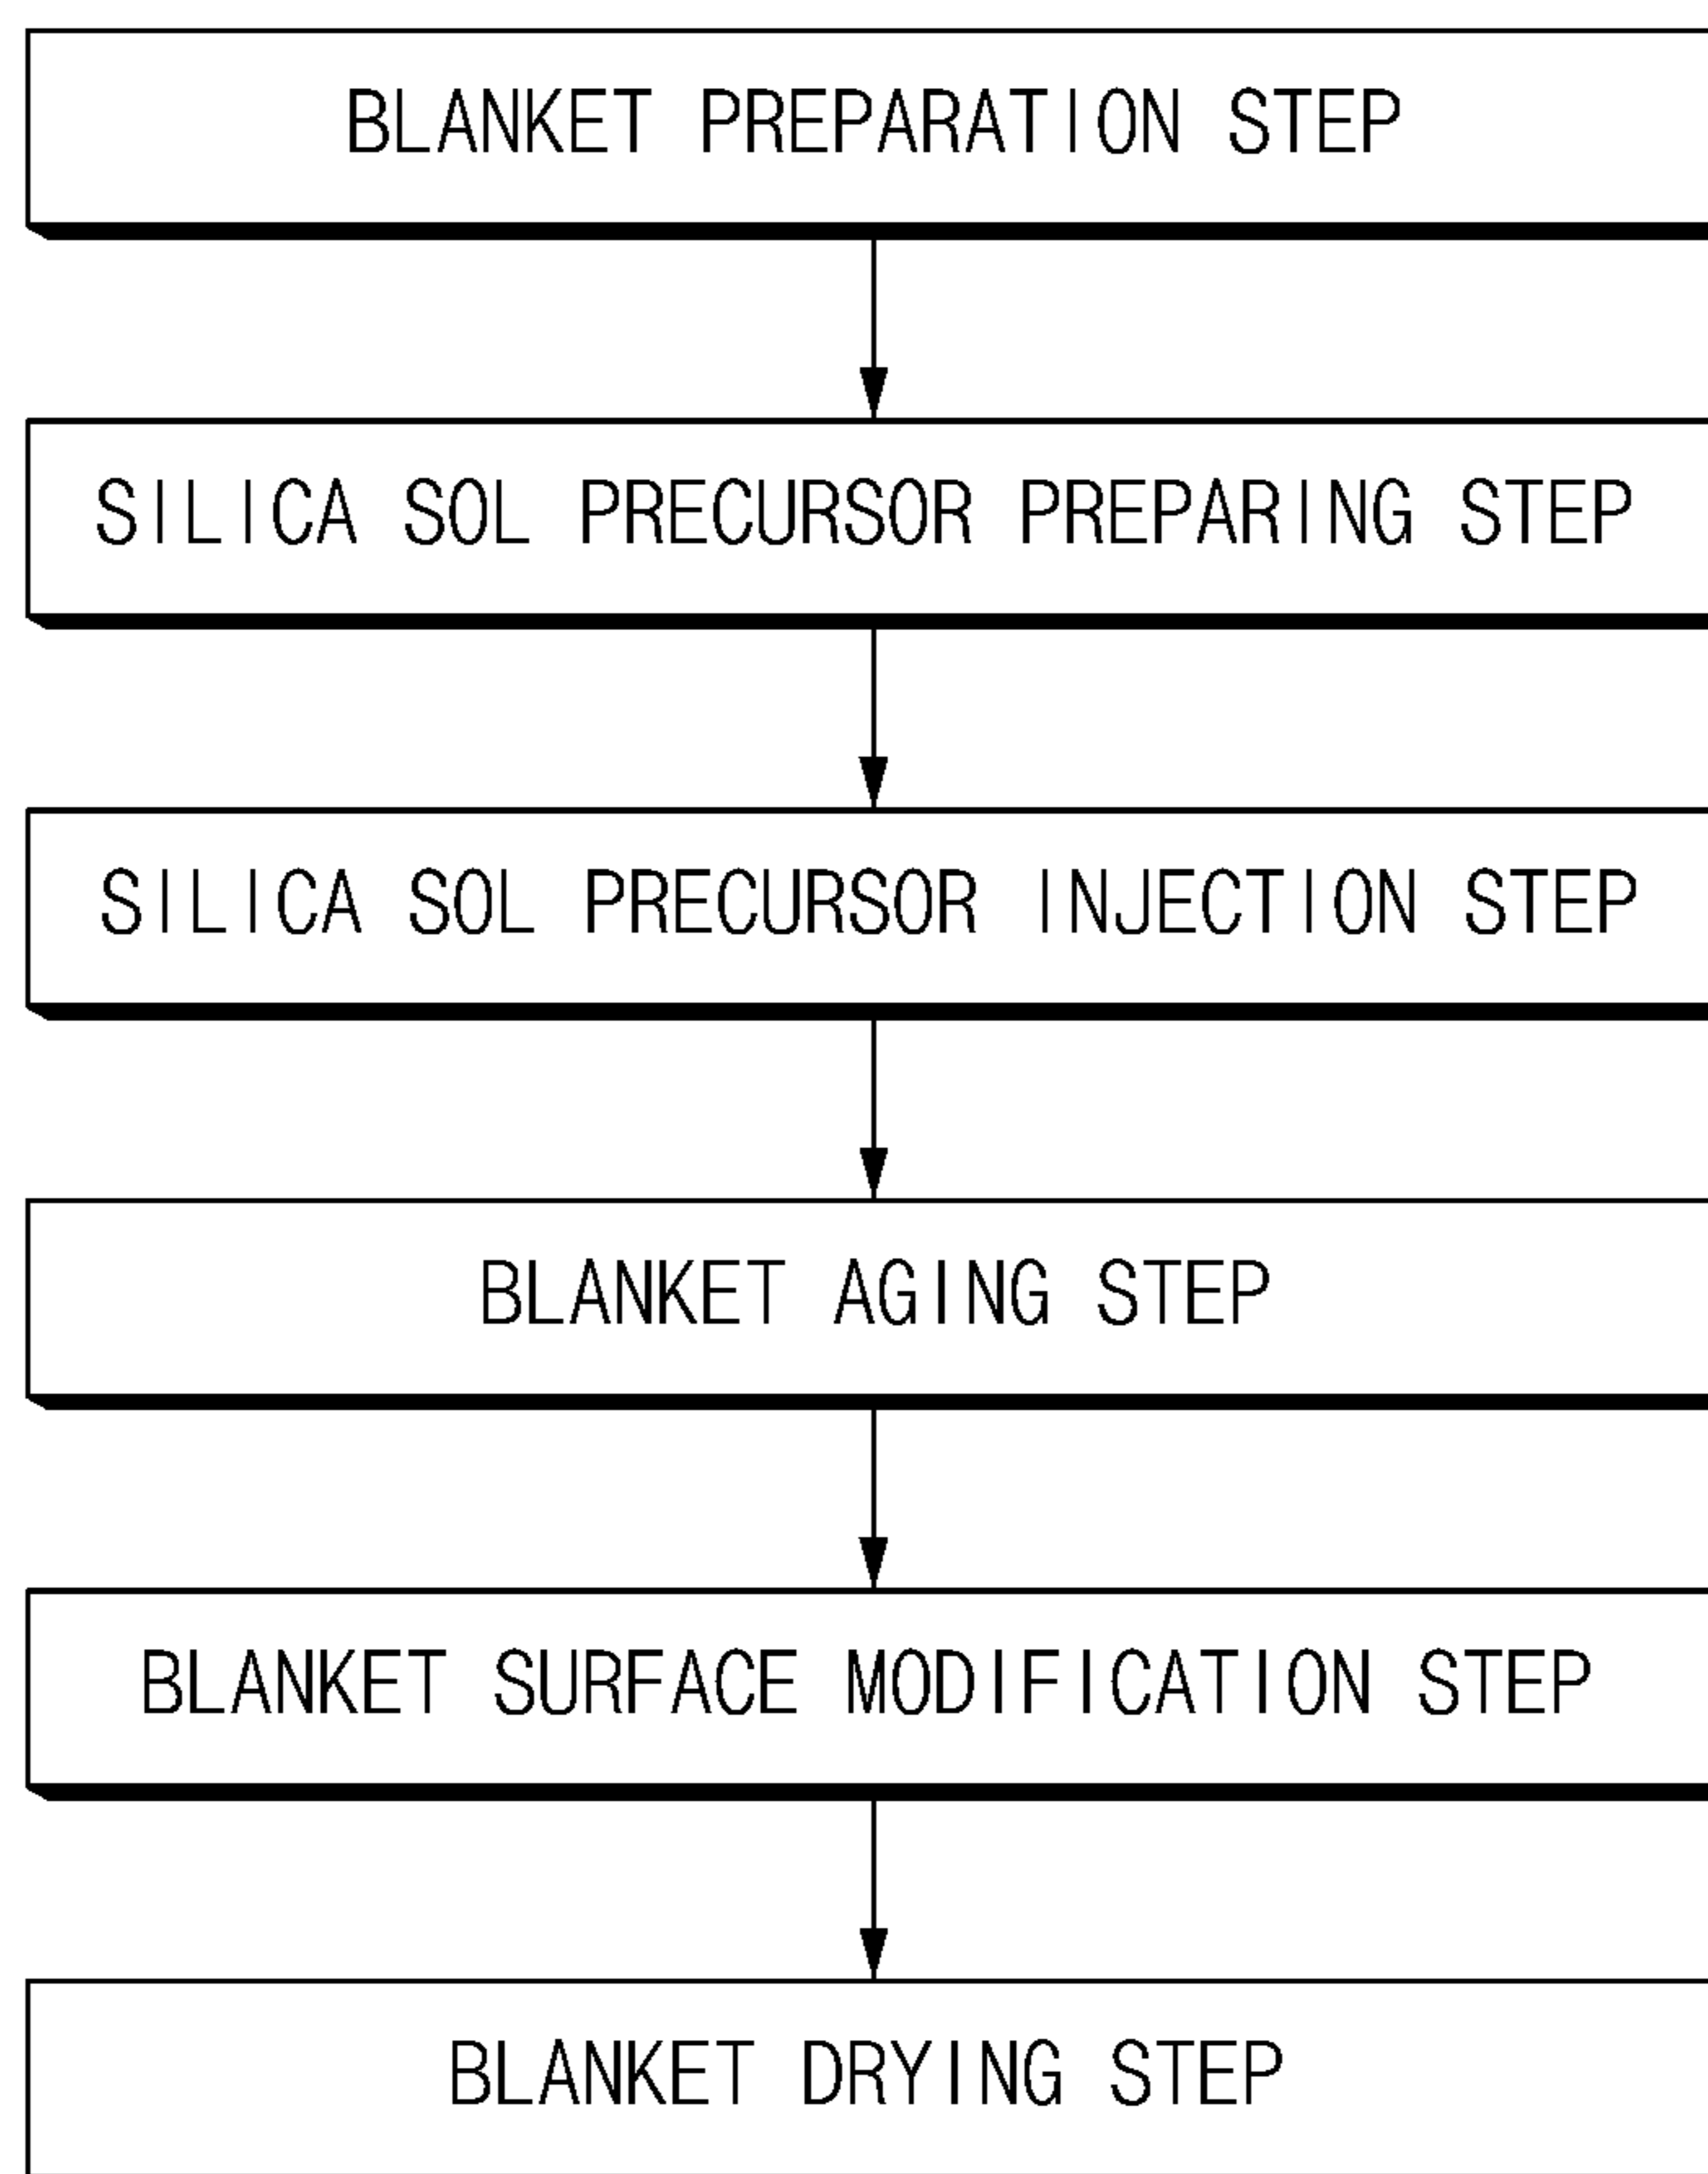 BLANKET PREPARATION STEP
SILICA SOL PRECURSOR PREPARING STEP
SILICA SOL PRECURSOR INJECTION STEP
BLANKET AGING STEP
BLANKET SURFACE MODIFICATION STEP
BLANKET DRYING STEP